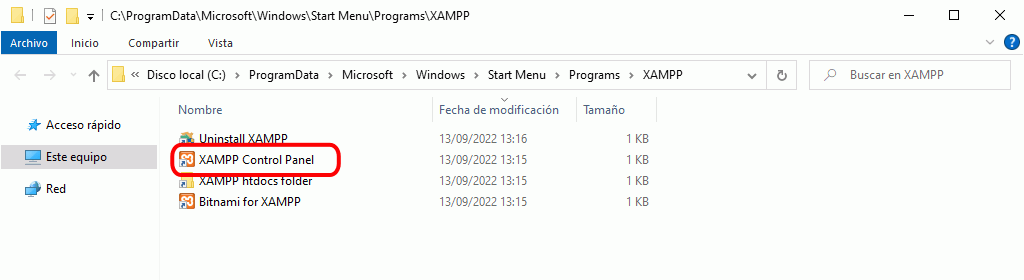 C:\ProgramData\Microsoft\Windows\Start Menu\Programs\XAMPP
Archivo Inicio Compartir Vista
« Disco local (C:) > ProgramData > Microsoft > Windows > Start Menu > Programs > XAMPP Buscar en XAMPP
Nombre Fecha de modificación Tamaño
Acceso rápido
Este equipo
Red
Uninstall XAMPP 13/09/2022 13:16 1 KB
XAMPP Control Panel 13/09/2022 13:15 1 KB
XAMPP htdocs folder 13/09/2022 13:15 1 KB
Bitnami for XAMPP 13/09/2022 13:15 1 KB